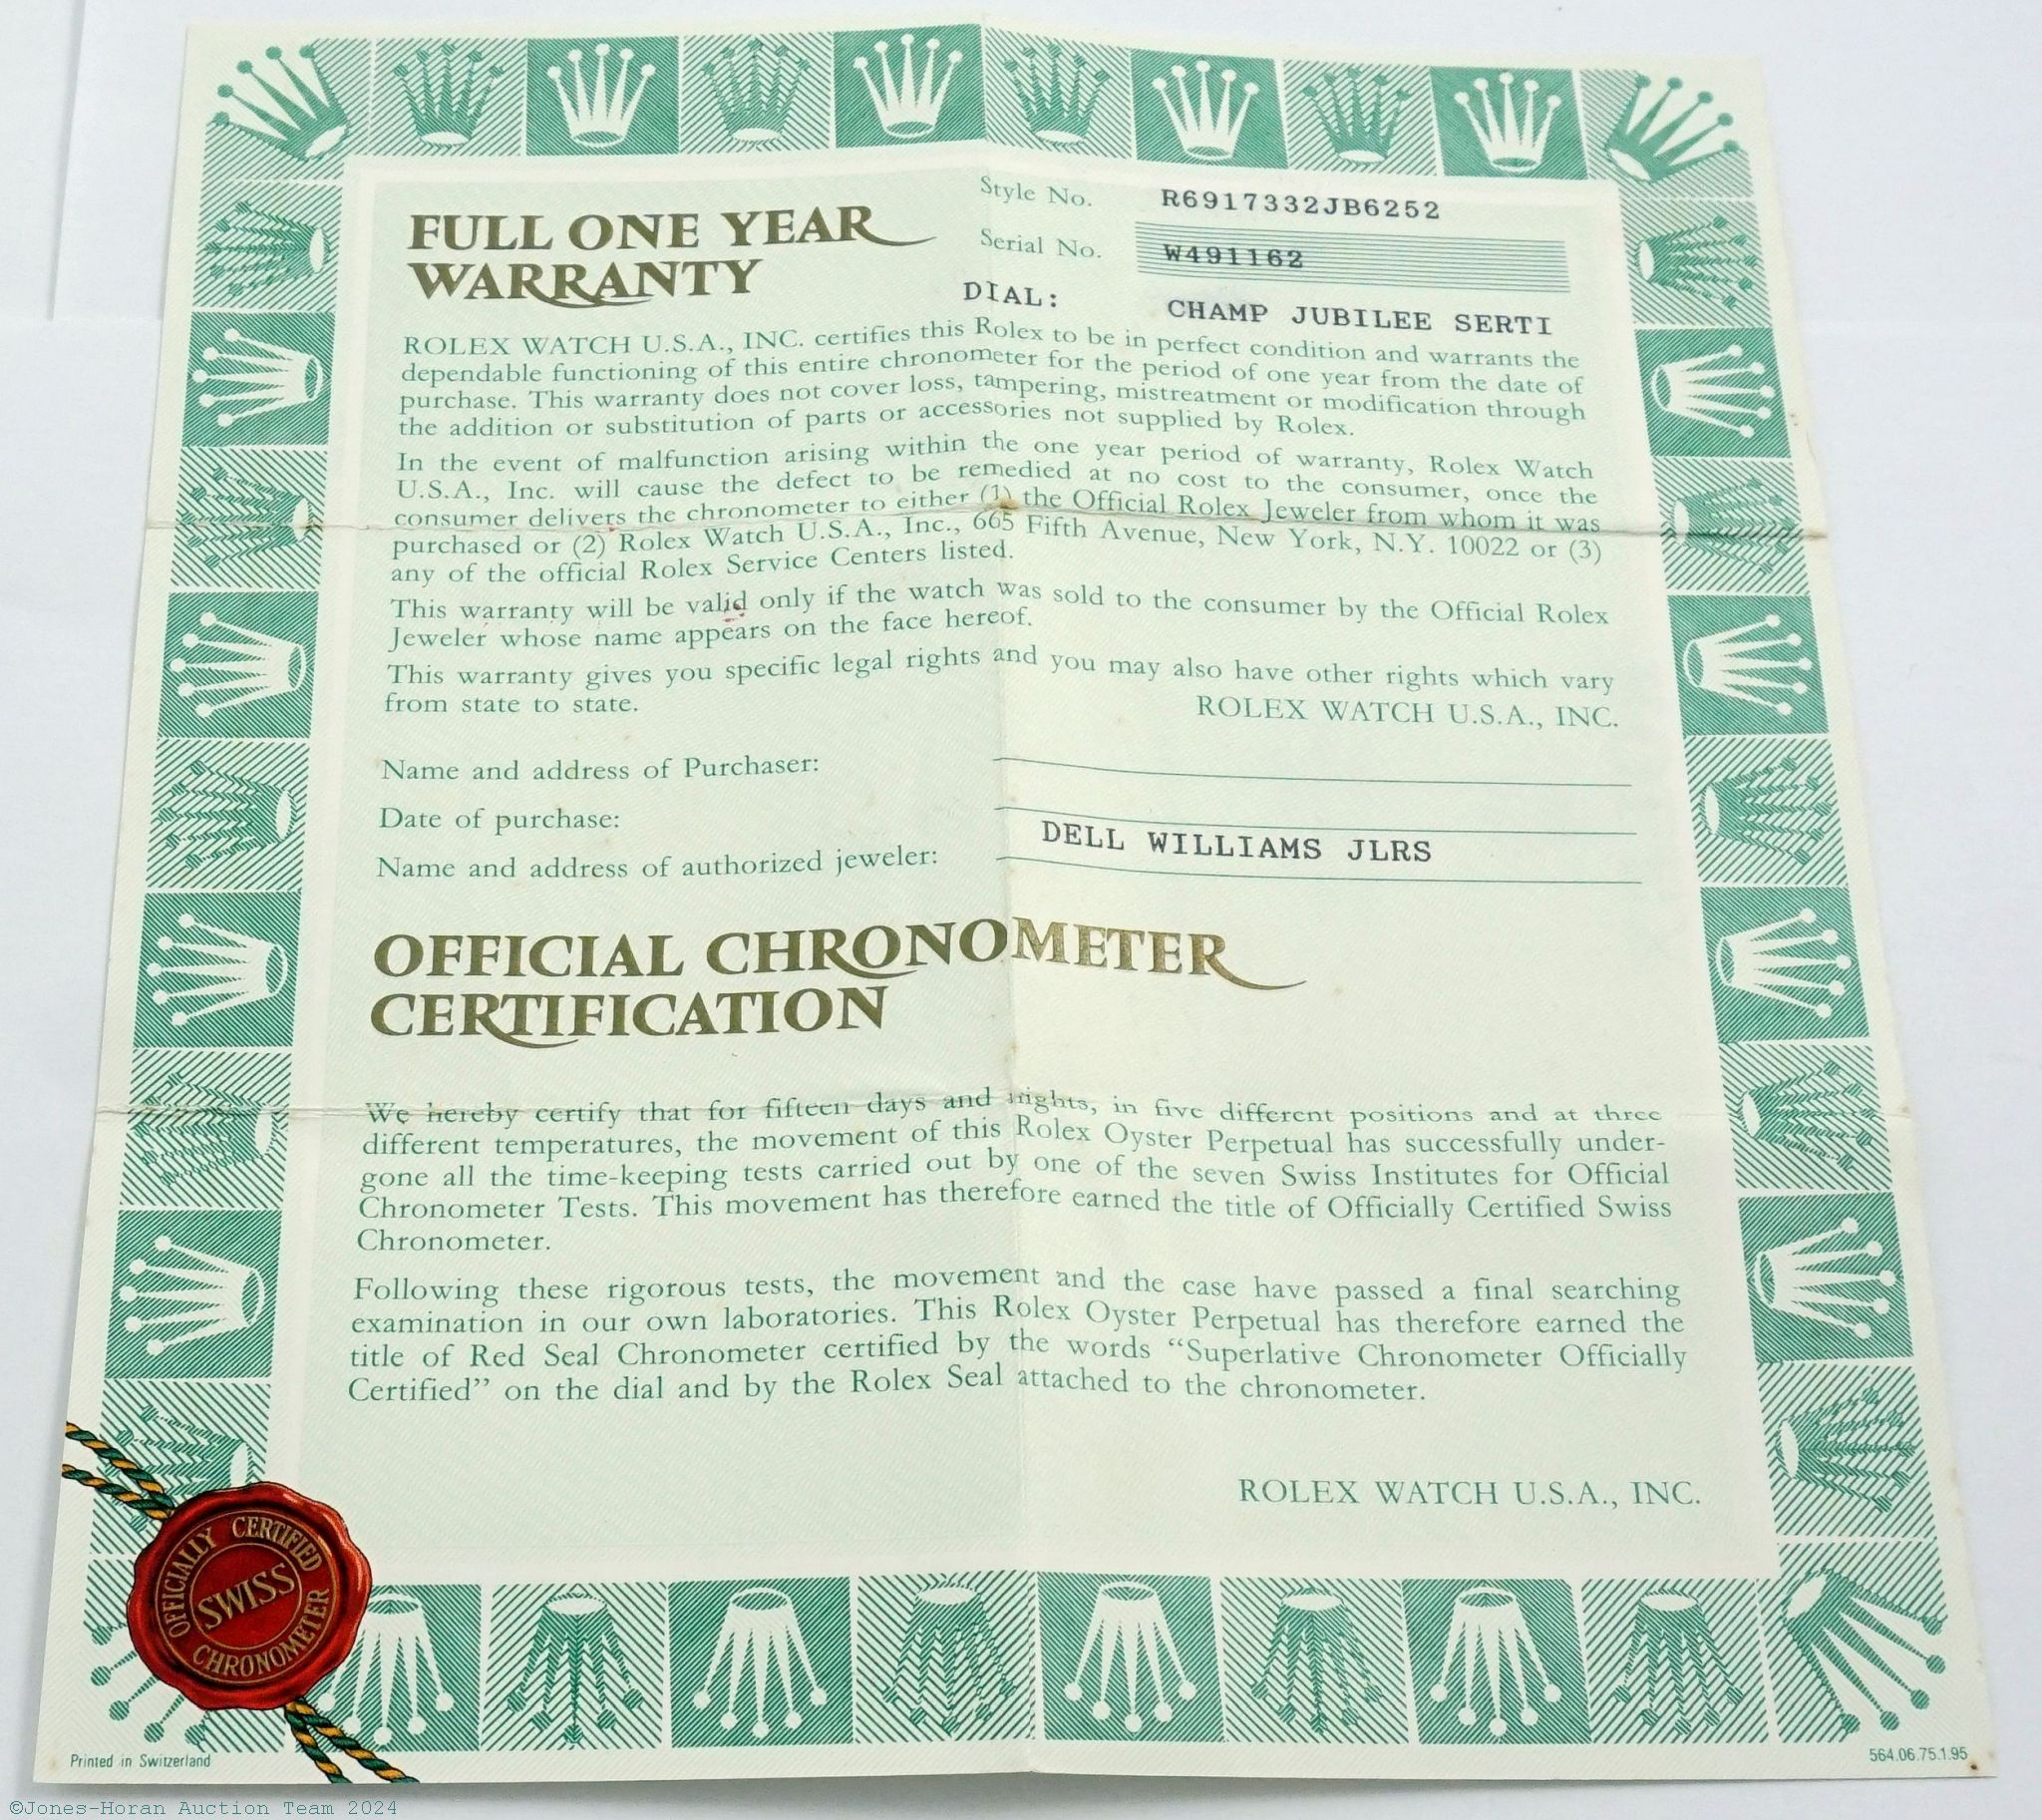 Style No. R6917332JB6252
Serial No. W491162
DIAL: CHAMP JUBILEE SERTI
FULL ONE YEAR
WARRANTY
ROLEX WATCH U.S.A., INC. certifies this Rolex to be in perfect condition and warrants the
dependable functioning of this entire chronometer for the period of one year from the date of
purchase. This warranty does not cover loss, tampering, mistreatment or modification through
the addition or substitution of parts or accessories not supplied by Rolex.
In the event of malfunction arising within the one year period of warranty, Rolex Watch
U.S.A., Inc. will cause the defect to be remedied at no cost to the consumer, once the
consumer delivers the chronometer to either (1) the Official Rolex Jeweler from whom it was
purchased or (2) Rolex Watch U.S.A., Inc., 665 Fifth Avenue, New York, N.Y. 10022 or (3)
any of the official Rolex Service Centers listed.
This warranty will be valid only if the watch was sold to the consumer by the Official Rolex
Jeweler whose name appears on the face hereof.
This warranty gives you specific legal rights and you may also have other rights which vary
from state to state.
ROLEX WATCH U.S.A., INC.
Name and address of Purchaser:
Date of purchase:
Name and address of authorized jeweler: DELL WILLIAMS JLRS
OFFICIAL CHRONOMETER
CERTIFICATION
We hereby certify that for fifteen days and nights, in five different positions and at three
different temperatures, the movement of this Rolex Oyster Perpetual has successfully under-
gone all the time-keeping tests carried out by one of the seven Swiss Institutes for Official
Chronometer Tests. This movement has therefore earned the title of Officially Certified Swiss
Chronometer.
Following these rigorous tests, the movement and the case have passed a final searching
examination in our own laboratories. This Rolex Oyster Perpetual has therefore earned the
title of Red Seal Chronometer certified by the words “Superlative Chronometer Officially
Certified” on the dial and by the Rolex Seal attached to the chronometer.
ROLEX WATCH U.S.A., INC.
OFFICIALLY CERTIFIED
SWISS
CHRONOMETER
Printed in Switzerland
564.06.75.1.95
©Jones-Horan Auction Team 2024